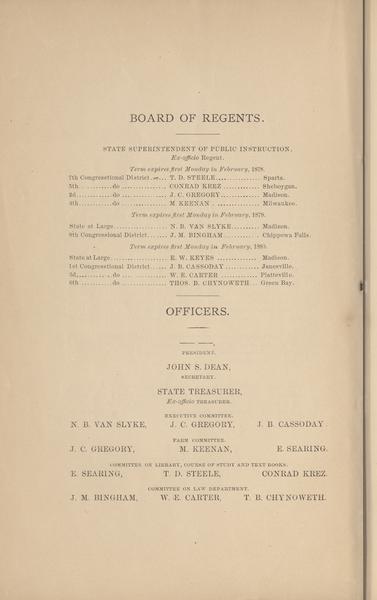 BOARD OF REGENTS.
STATE SUPERINTENDENT OF PUBLIC INSTRUCTION,
Ex-officio Regent.
Term expires first Monday in February, 1878.
7th Congressional District ... T. D. STEELE .......... Sparta.
5th ........... do ............... CONRAD KREZ ............ Sheboygan.
2d ............ do ............... J. C. GREGORY ............ Madison.
4th ........... do ............... M KEENAN ............ Milwaukee.
Term expires first Monday in February, 1879.
State at Large .................. N. B. VAN SLYKE ......... Madison.
8th Congressional District ...... J. M. BINGHAM ......... Chippewa Falls.
Term expires first Monday in February, 1880.
State at Large ................... E. W. KEYES ............. Madison.
1st Congressional District ..... J. B. CASSODAY ........... Janesville.
3d ............ do ............... W. E. CARTER ............ Platteville.
6th ........... do ............... THOS. B. CHYNOWETH .. Green Bay.
OFFICERS.
— —,
PRESIDENT.
JOHN S. DEAN,
SECRETARY.
STATE TREASURER,
Ex-officio TREASURER.
EXECUTIVE COMMITTEE.
N. B. VAN SLYKE, J. C. GREGORY, J. B. CASSODAY
FARM COMMITTEE.
J. C. GREGORY, M. KEENAN, E. SEARING.
COMMITTEE ON LIBRARY, COURSE OF STUDY AND TEXT BOOKS.
E. SEARING, T. D. STEELE, CONRAD KREZ.
COMMITTEE ON LAW DEPARTMENT.
J. M. BINGHAM, W. E. CARTER, T. B. CHYNOWETH.